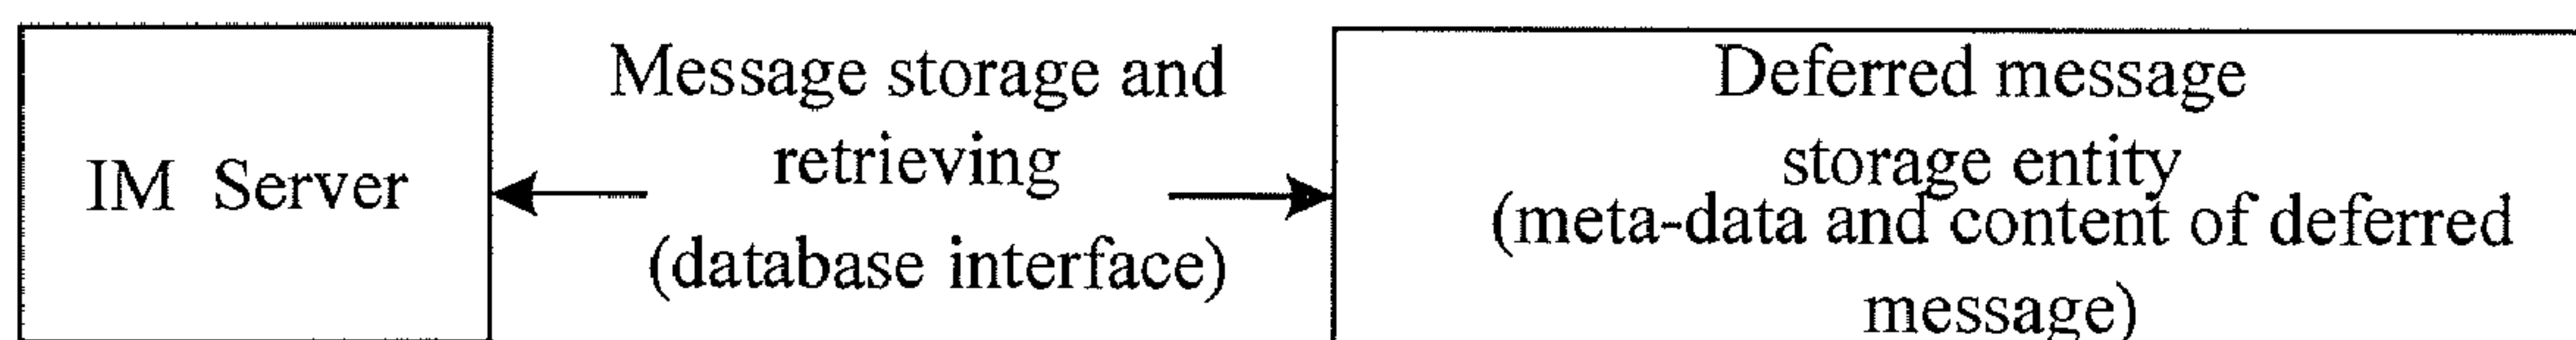 IM Server
Message storage and
retrieving
(database interface)
Deferred message
storage entity
(meta-data and content of deferred
message)